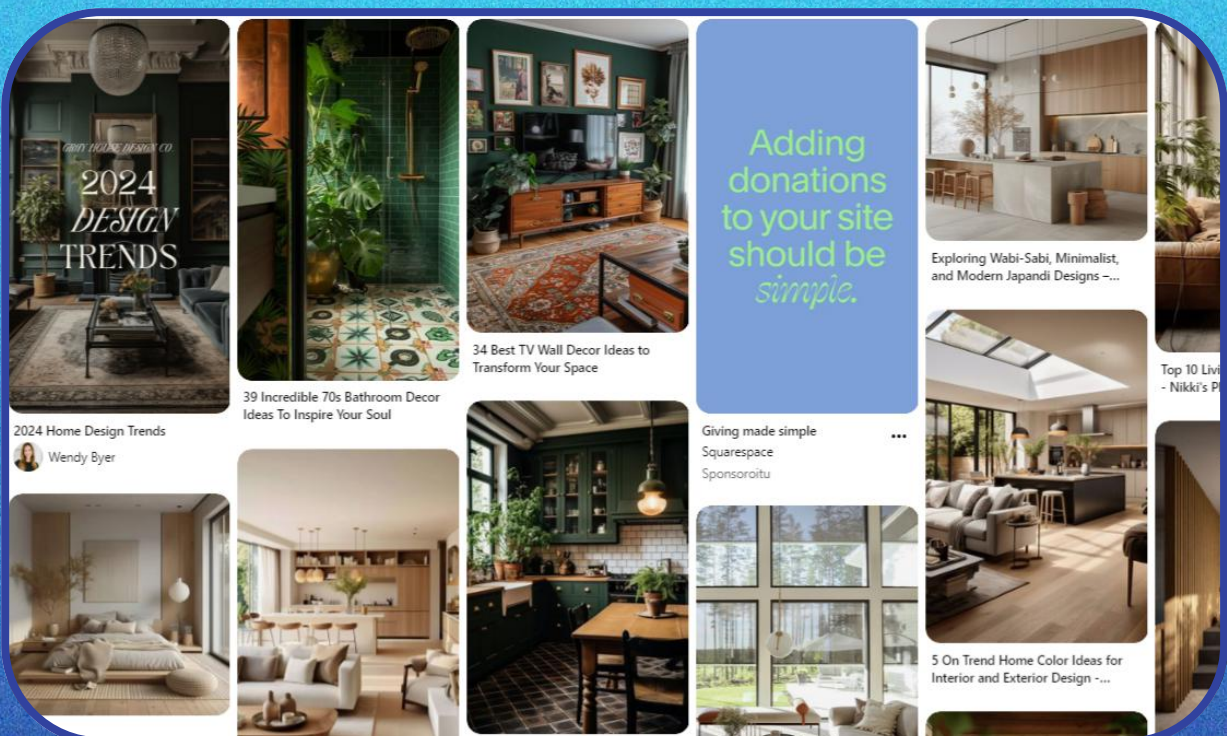 GRAY HOUSE DESIGN CO
2024
DESIGN
TRENDS
2024 Home Design Trends
Wendy Byer
39 Incredible 70s Bathroom Decor
Ideas To Inspire Your Soul
34 Best TV Wall Decor Ideas to
Transform Your Space
Adding
donations
to your site
should be
simple.
Giving made simple
Squarespace
Sponsoroitu
Exploring Wabi-Sabi, Minimalist,
and Modern Japandi Designs –...
5 On Trend Home Color Ideas for
Interior and Exterior Design -...
Top 10 Livi
- Nikki's P